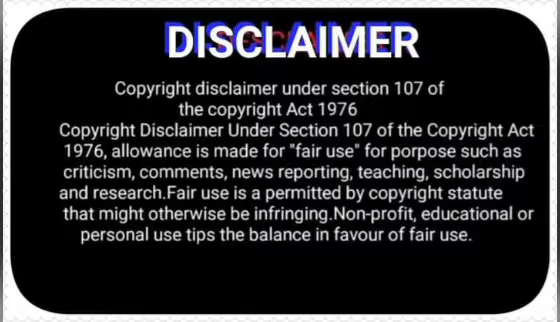 DISCLAIMER
Copyright disclaimer under section 107 of
the copyright Act 1976
Copyright Disclaimer Under Section 107 of the Copyright Act
1976, allowance is made for "fair use" for porpose such as
criticism, comments, news reporting, teaching, scholarship
and research.Fair use is a permitted by copyright statute
that might otherwise be infringing.Non-profit, educational or
personal use tips the balance in favour of fair use.